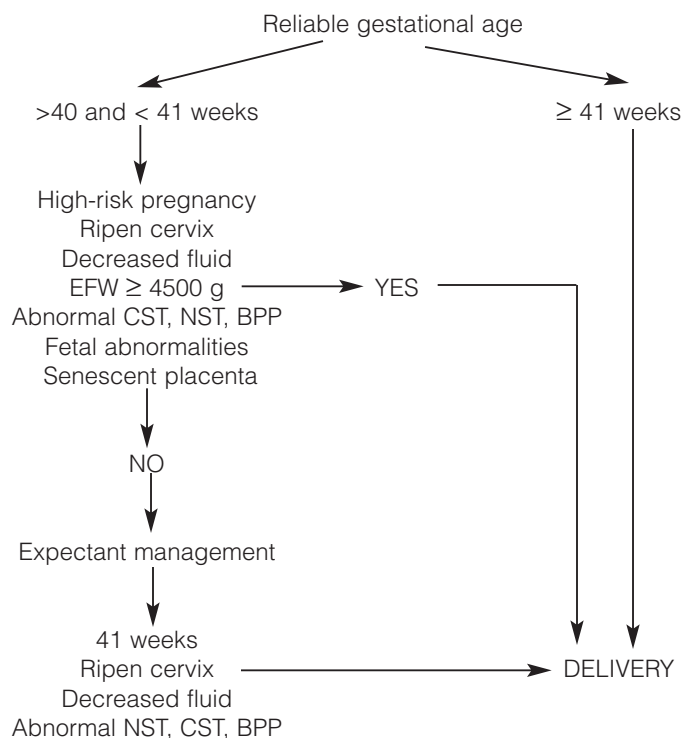 Reliable gestational age
>40 and < 41 weeks
≥ 41 weeks
High-risk pregnancy
Ripen cervix
Decreased fluid
EFW ≥ 4500 g
YES
Abnormal CST, NST, BPP
Fetal abnormalities
Senescent placenta
NO
Expectant management
41 weeks
Ripen cervix
DELIVERY
Decreased fluid
Abnormal NST, CST, BPP